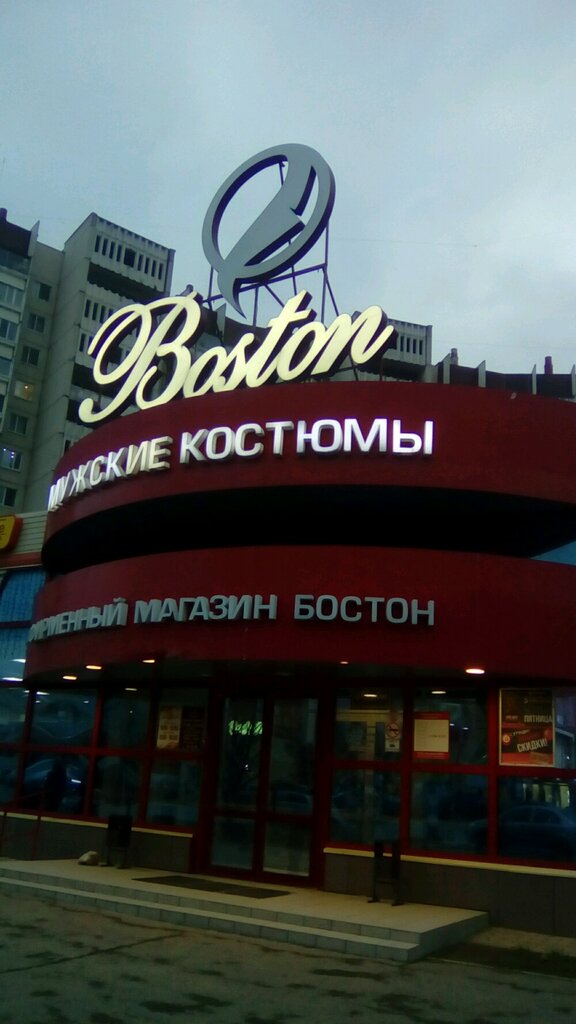 Boston
МУЖСКИЕ КОСТЮМЫ
ФИРМЕННЫЙ МАГАЗИН БОСТОН
ПЯТНИЦА
СКИДКИ!